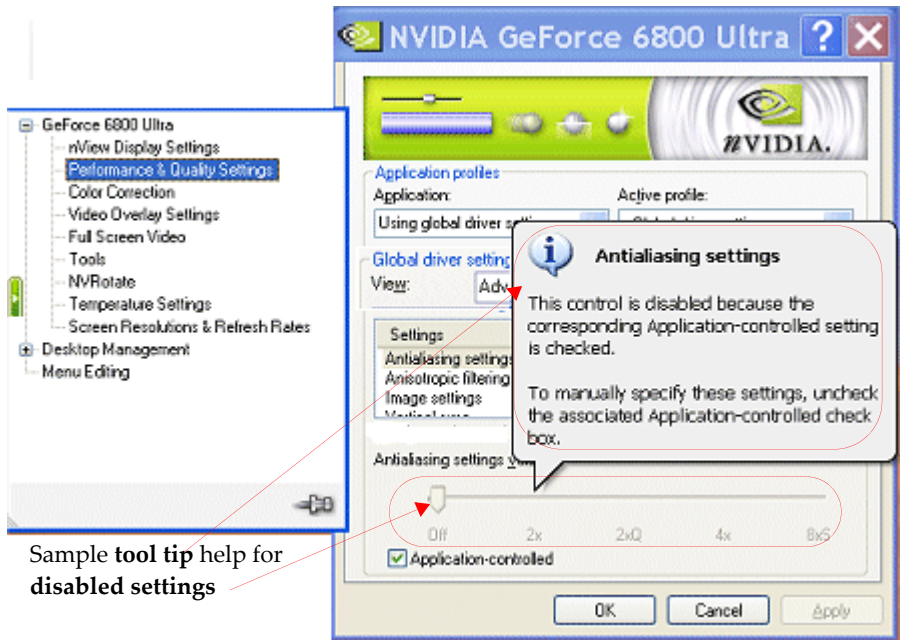 NVIDIA GeForce 6800 Ultra
nVIDIA.
GeForce 6800 Ultra
nView Display Settings
Performance & Quality Settings
Color Correction
Video Overlay Settings
Full Screen Video
Tools
NVRotate
Temperature Settings
Screen Resolutions & Refresh Rates
Desktop Management
Menu Editing
Application profiles
Application:
Active profile:
Using global driver
Global driver
View:
Settings
Antialiasing settings
Anisotropic filtering
Image settings
Antialiasing settings
Off
2x
2xQ
4x
8xS
Application-controlled
OK
Cancel
Apply
Antialiasing settings
This control is disabled because the
corresponding Application-controlled setting
is checked.
To manually specify these settings, uncheck
the associated Application-controlled check
box.
Sample tool tip help for
disabled settings